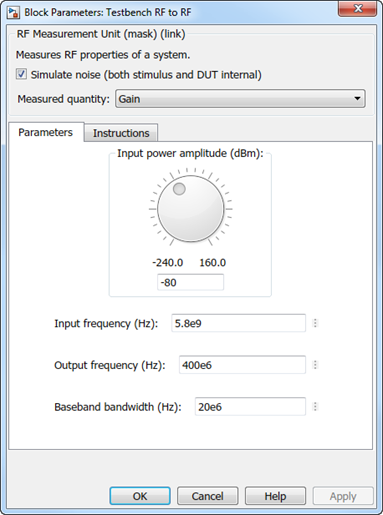 Block Parameters: Testbench RF to RF
RF Measurement Unit (mask) (link)
Measures RF properties of a system.
Simulate noise (both stimulus and DUT internal)
Measured quantity: Gain
Parameters Instructions
Input power amplitude (dBm):
-240.0 160.0
-80
Input frequency (Hz): 5.8e9
Output frequency (Hz): 400e6
Baseband bandwidth (Hz): 20e6
OK Cancel Help Apply